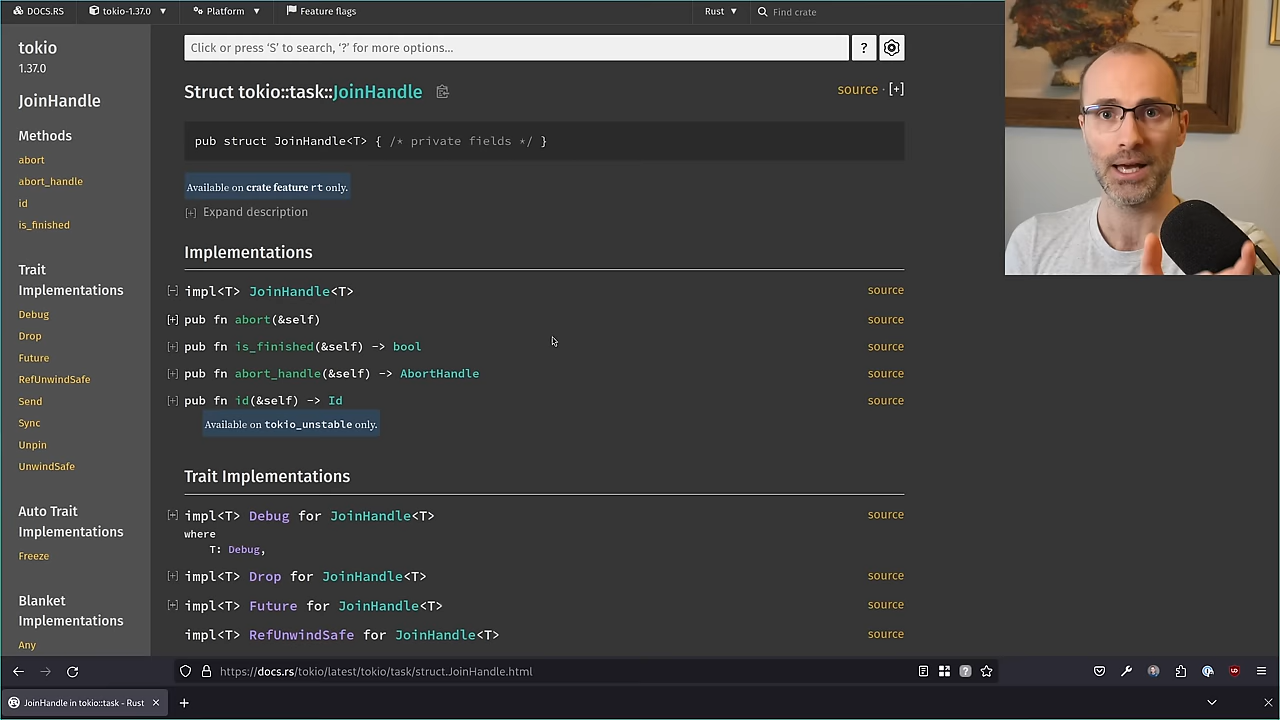 DOCS.RS tokio-1.37.0 Platform Feature flags Rust Find crate
tokio
1.37.0
JoinHandle
Methods
abort
abort_handle
id
is_finished
Trait
Implementations
Debug
Drop
Future
RefUnwindSafe
Send
Sync
Unpin
UnwindSafe
Auto Trait
Implementations
Freeze
Blanket
Implementations
Any
Click or press ‘S’ to search, ‘?’ for more options…
?
Struct tokio::task::JoinHandle source · [+]
pub struct JoinHandle<T> { /* private fields */ }
Available on crate feature rt only.
[+] Expand description
Implementations
[−] impl<T> JoinHandle<T> source
[+] pub fn abort(&self) source
[+] pub fn is_finished(&self) -> bool source
[+] pub fn abort_handle(&self) -> AbortHandle source
[+] pub fn id(&self) -> Id source
Available on tokio_unstable only.
Trait Implementations
[+] impl<T> Debug for JoinHandle<T> source
where
T: Debug,
[+] impl<T> Drop for JoinHandle<T> source
[+] impl<T> Future for JoinHandle<T> source
impl<T> RefUnwindSafe for JoinHandle<T> source
https://docs.rs/tokio/latest/tokio/task/struct.JoinHandle.html
JoinHandle in tokio::task - Rust